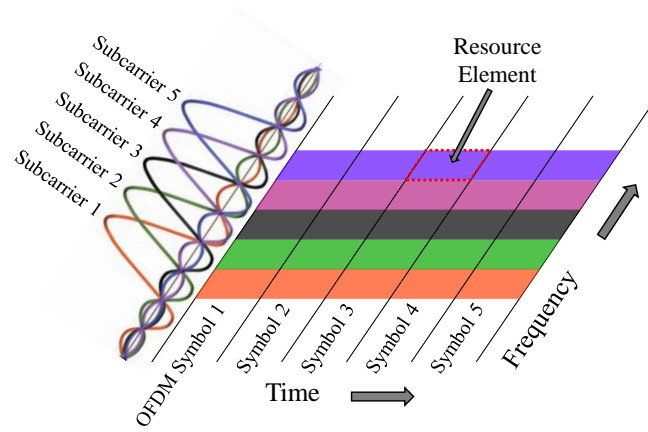 Resource
Element
Subcarrier 5
Subcarrier 4
Subcarrier 3
Subcarrier 2
Subcarrier 1
OFDM Symbol 1
Symbol 2
Symbol 3
Symbol 4
Symbol 5
Frequency
Time